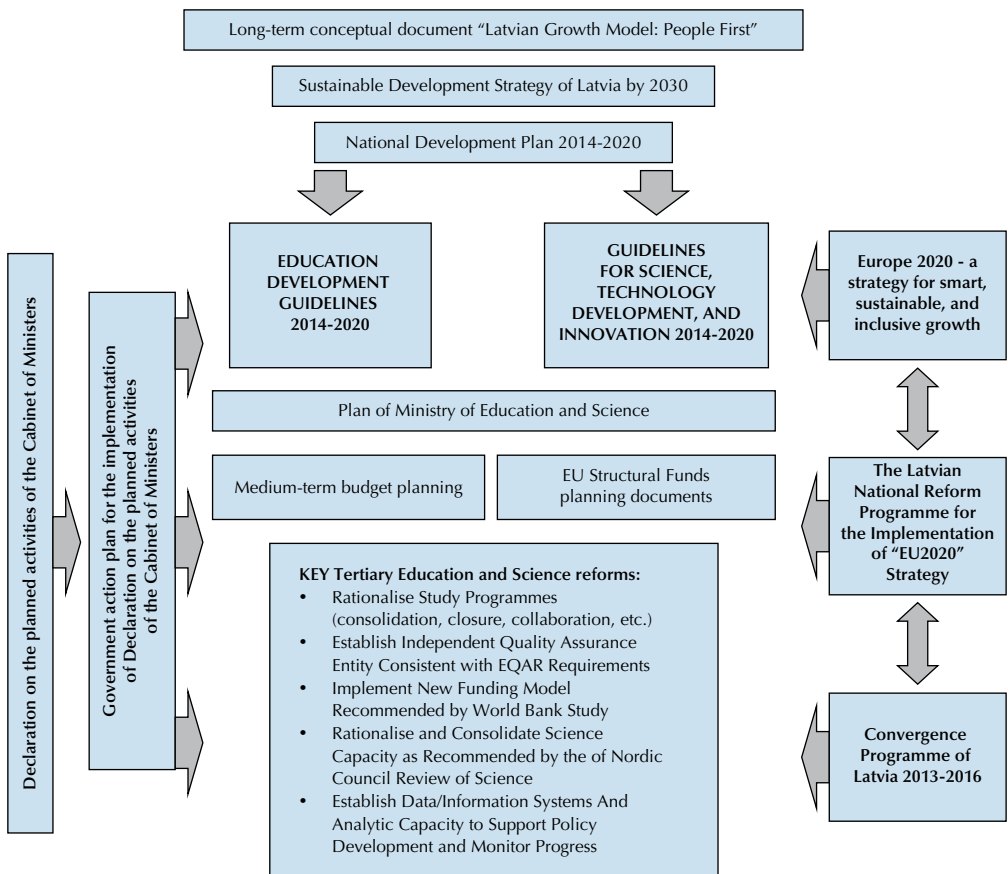 Long-term conceptual document “Latvian Growth Model: People First”
Sustainable Development Strategy of Latvia by 2030
National Development Plan 2014-2020
EDUCATION
DEVELOPMENT
GUIDELINES
2014-2020
GUIDELINES
FOR SCIENCE,
TECHNOLOGY
DEVELOPMENT, AND
INNOVATION 2014-2020
Europe 2020 - a
strategy for smart,
sustainable, and
inclusive growth
Declaration on the planned activities of the Cabinet of Ministers
Government action plan for the implementation
of Declaration on the planned activities
of the Cabinet of Ministers
Plan of Ministry of Education and Science
Medium-term budget planning
EU Structural Funds
planning documents
The Latvian
National Reform
Programme for
the Implementation
of “EU2020”
Strategy
KEY Tertiary Education and Science reforms:
• Rationalise Study Programmes
(consolidation, closure, collaboration, etc.)
• Establish Independent Quality Assurance
Entity Consistent with EQAR Requirements
• Implement New Funding Model
Recommended by World Bank Study
• Rationalise and Consolidate Science
Capacity as Recommended by the of Nordic
Council Review of Science
• Establish Data/Information Systems And
Analytic Capacity to Support Policy
Development and Monitor Progress
Convergence
Programme of
Latvia 2013-2016